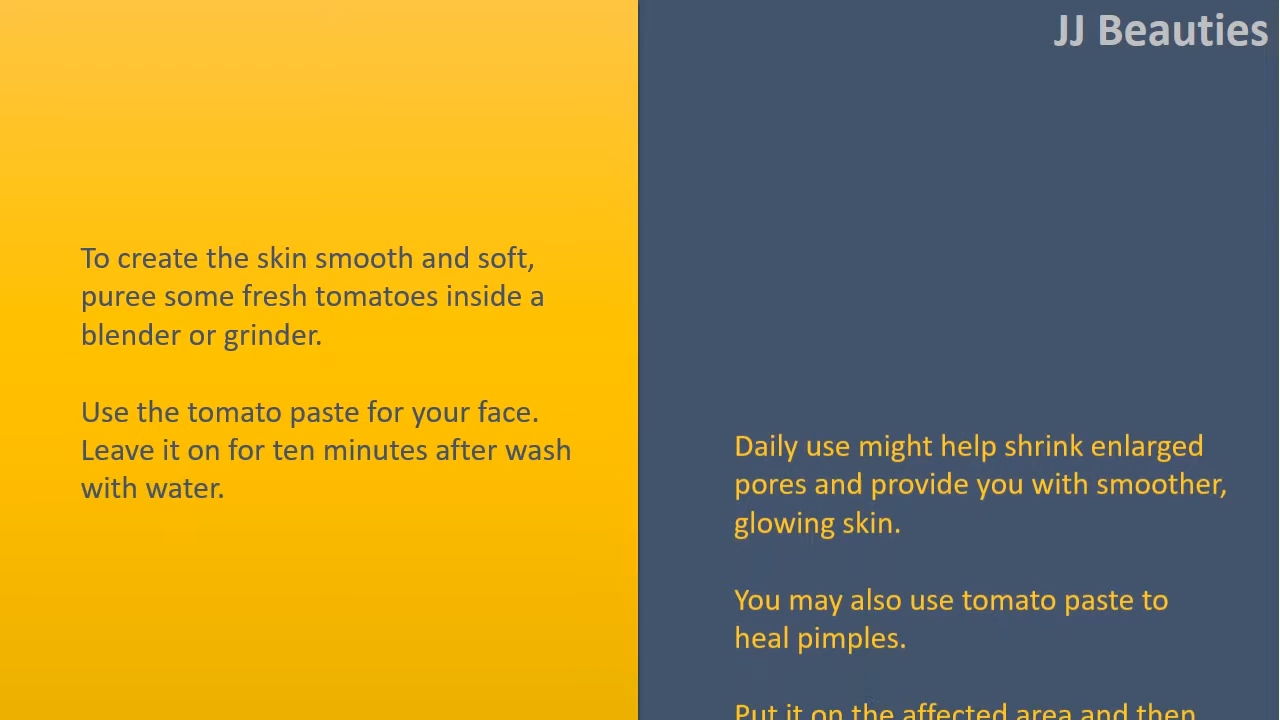 JJ Beauties
To create the skin smooth and soft,
puree some fresh tomatoes inside a
blender or grinder.
Use the tomato paste for your face.
Leave it on for ten minutes after wash
with water.
Daily use might help shrink enlarged
pores and provide you with smoother,
glowing skin.
You may also use tomato paste to
heal pimples.
Put it on the affected area and then